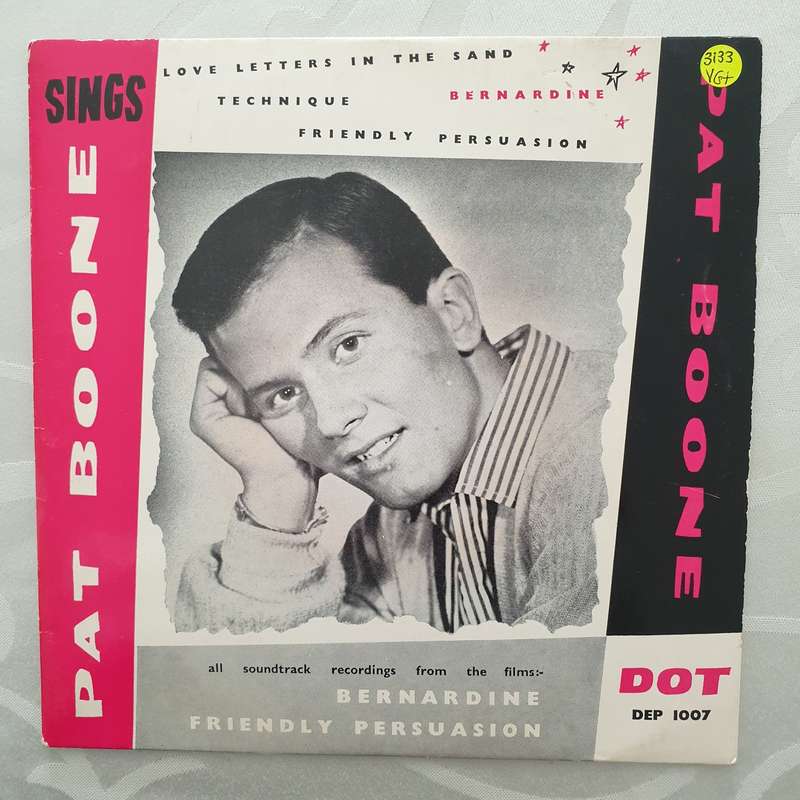 SINGS
PAT BOONE
LOVE LETTERS IN THE SAND
TECHNIQUE BERNARDINE
FRIENDLY PERSUASION
3133
VG+
PAT BOONE
all soundtrack recordings from the films:-
BERNARDINE
FRIENDLY PERSUASION
DOT
DEP 1007